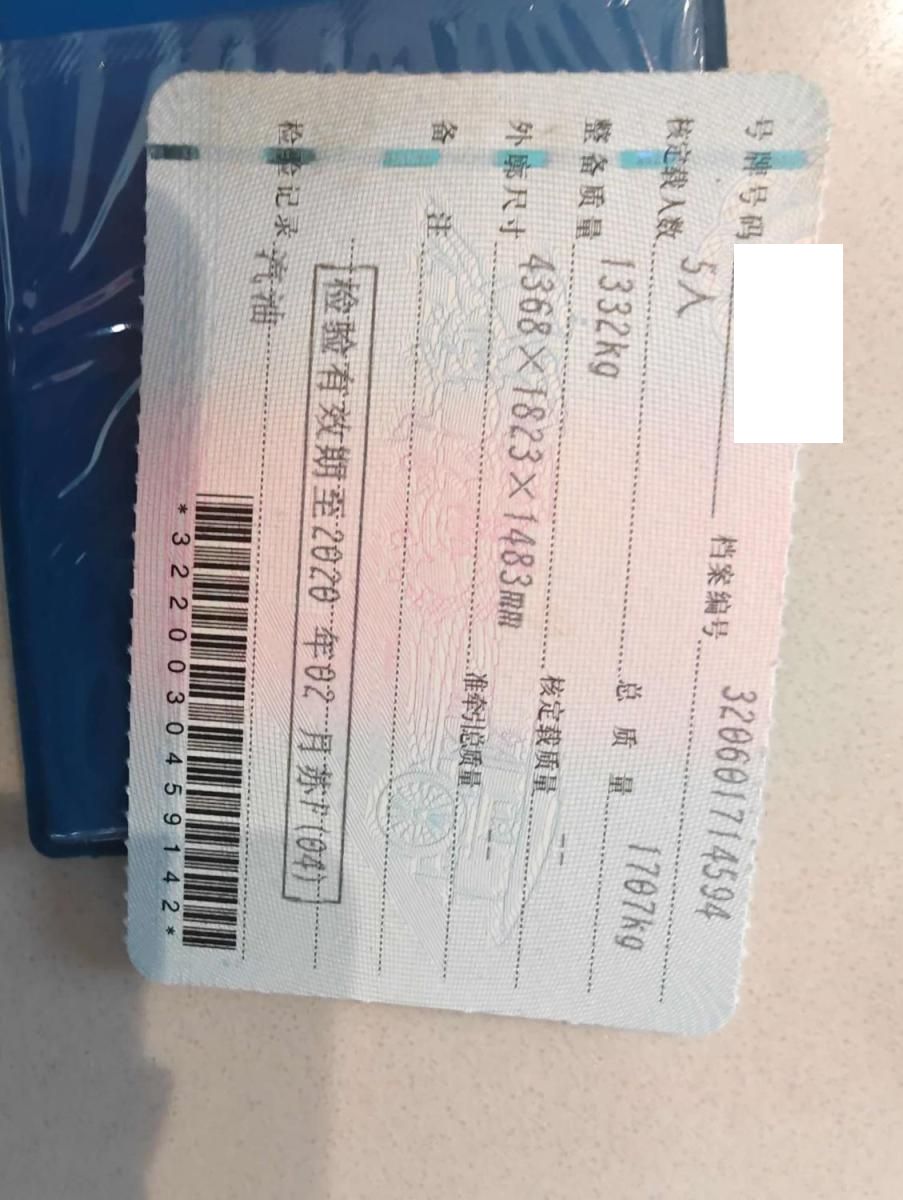 号牌号码 档案编号 320601714594
核定载人数 5人 总质量 1707kg
整备质量 1332kg 核定载质量 --
外廓尺寸 4368×1823×1483mm 准牵引总质量 --
备注
检验有效期至2020年02月苏F(04)
检验记录 汽油
*3220030459142*